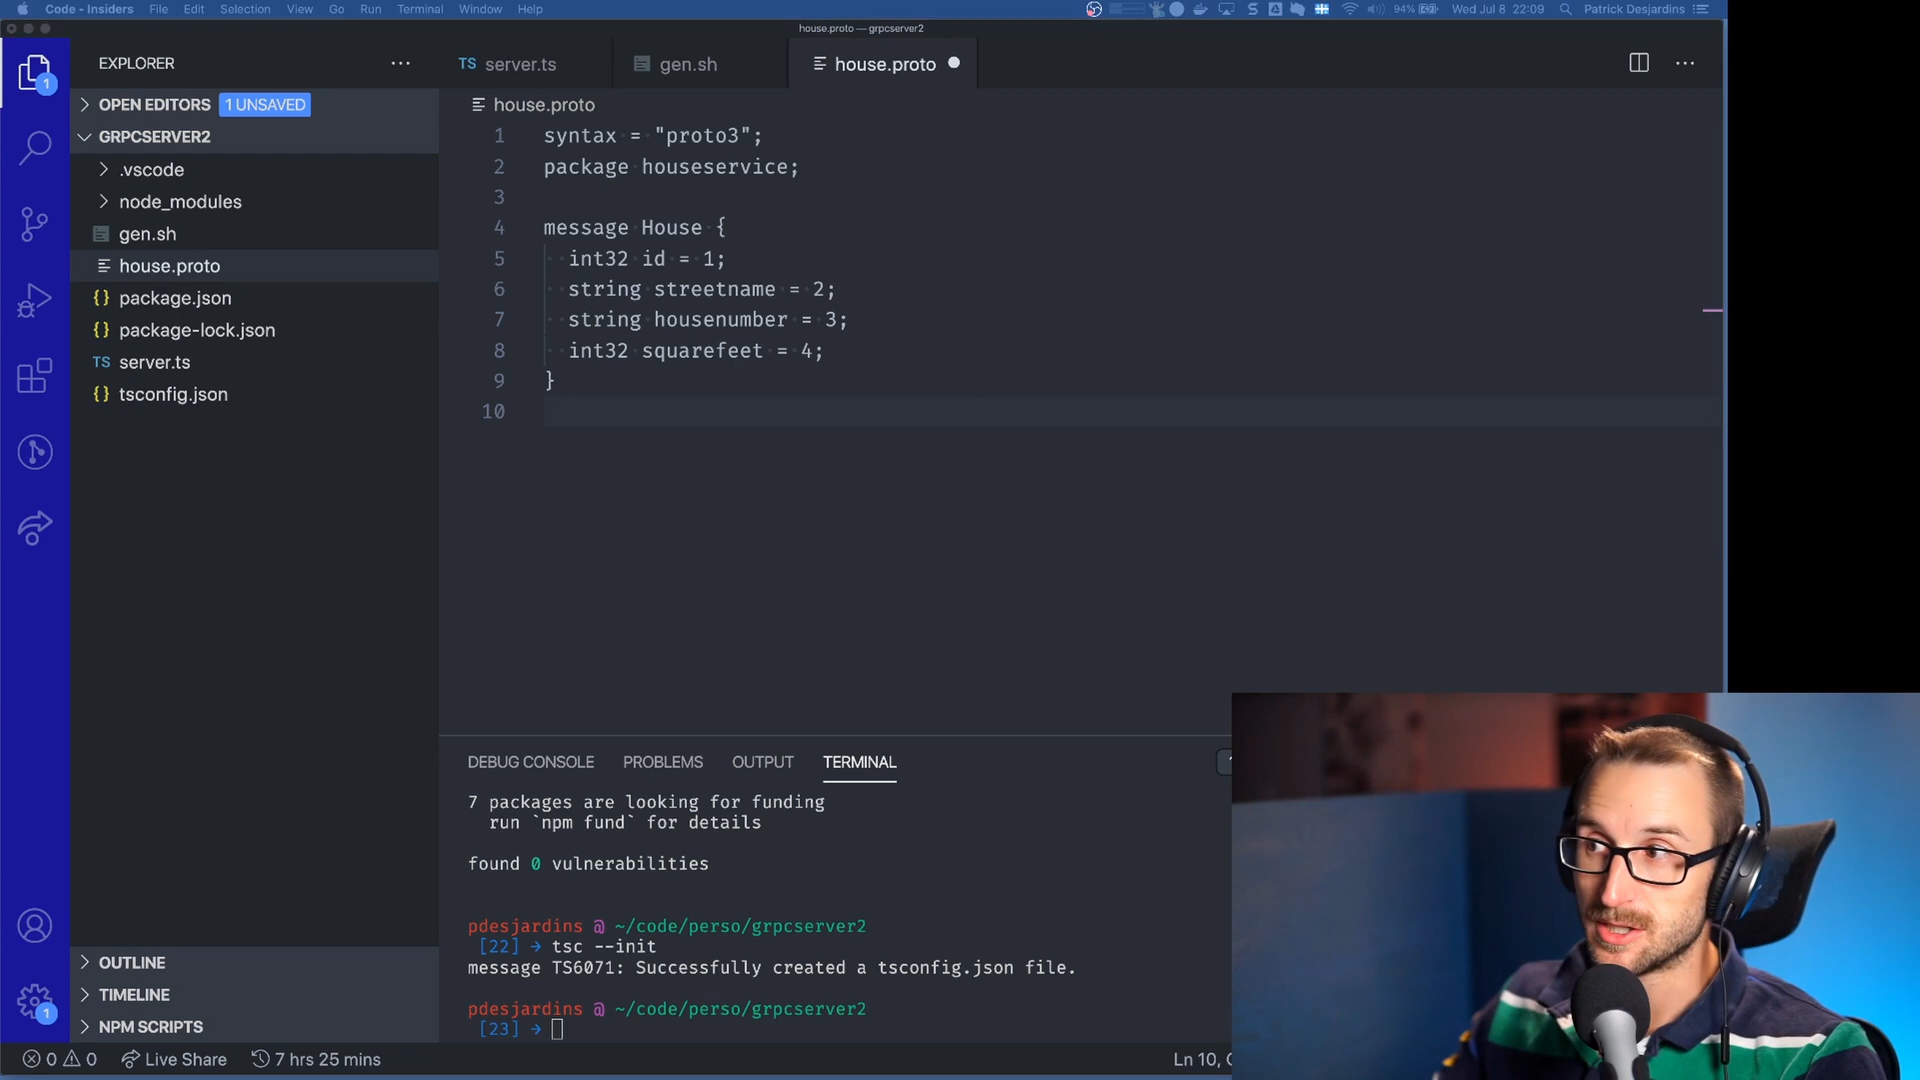 Code - Insiders File Edit Selection View Go Run Terminal Window Help
94% Wed Jul 8 22:09 Patrick Desjardins
house.proto — grpcserver2
EXPLORER
TS server.ts
gen.sh
house.proto
OPEN EDITORS 1 UNSAVED
GRPCSERVER2
.vscode
node_modules
gen.sh
house.proto
{} package.json
{} package-lock.json
TS server.ts
{} tsconfig.json
OUTLINE
TIMELINE
NPM SCRIPTS
1
1
house.proto
1 syntax = "proto3";
2 package houseservice;
3
4 message House {
5 int32 id = 1;
6 string streetname = 2;
7 string housenumber = 3;
8 int32 squarefeet = 4;
9 }
10
DEBUG CONSOLE PROBLEMS OUTPUT TERMINAL
7 packages are looking for funding
run `npm fund` for details
found 0 vulnerabilities
pdesjardins @ ~/code/perso/grpcserver2
[22] → tsc --init
message TS6071: Successfully created a tsconfig.json file.
pdesjardins @ ~/code/perso/grpcserver2
[23] →
0 0 Live Share 7 hrs 25 mins
Ln 10,